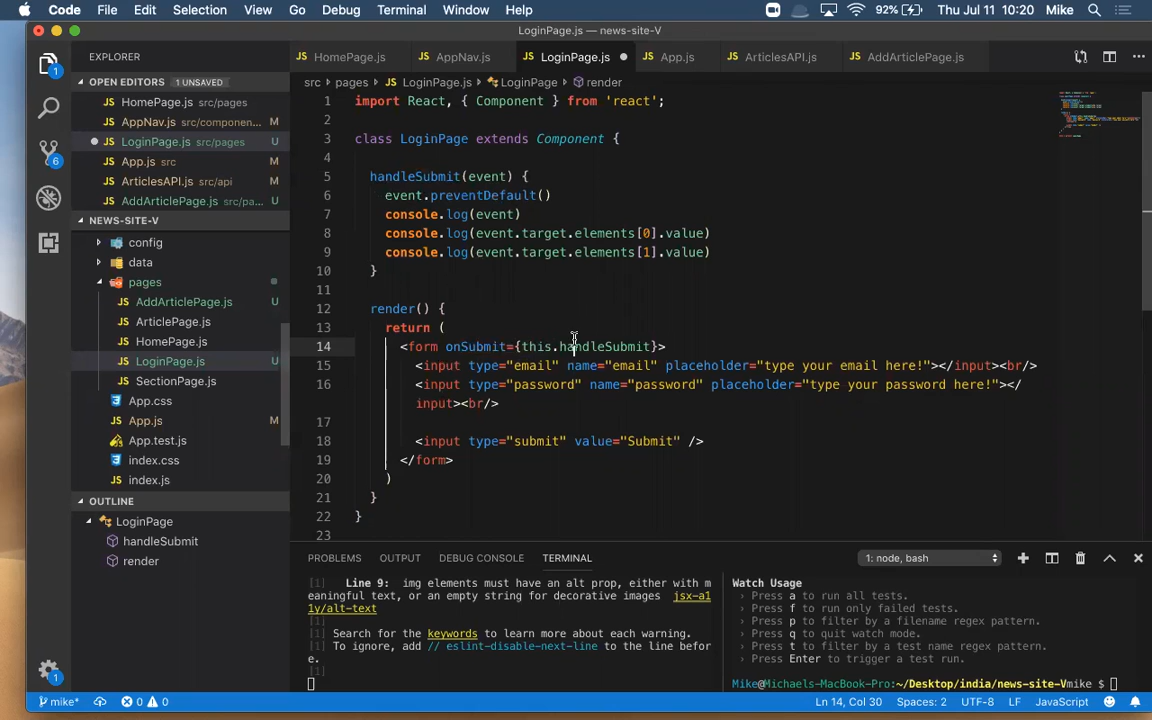 Code File Edit Selection View Go Debug Terminal Window Help 92% Thu Jul 11 10:20 Mike
LoginPage.js — news-site-V
EXPLORER
HomePage.js AppNav.js LoginPage.js App.js ArticlesAPI.js AddArticlePage.js
OPEN EDITORS 1 UNSAVED
HomePage.js src/pages
AppNav.js src/componen... M
LoginPage.js src/pages U
App.js src M
ArticlesAPI.js src/api M
AddArticlePage.js src/pa... U
NEWS-SITE-V
config
data
pages
AddArticlePage.js U
ArticlePage.js
HomePage.js
LoginPage.js U
SectionPage.js
App.css
App.js M
App.test.js
index.css
index.js
OUTLINE
LoginPage
handleSubmit
render
src › pages › JS LoginPage.js › LoginPage › render
1 import React, { Component } from 'react';
2
3 class LoginPage extends Component {
4
5 handleSubmit(event) {
6 event.preventDefault()
7 console.log(event)
8 console.log(event.target.elements[0].value)
9 console.log(event.target.elements[1].value)
10 }
11
12 render() {
13 return (
14 <form onSubmit={this.handleSubmit}>
15 <input type="email" name="email" placeholder="type your email here!"></input><br/>
16 <input type="password" name="password" placeholder="type your password here!"></
input><br/>
17
18 <input type="submit" value="Submit" />
19 </form>
20 )
21 }
22 }
23
PROBLEMS OUTPUT DEBUG CONSOLE TERMINAL 1: node, bash
[1] Line 9: img elements must have an alt prop, either with m
eaningful text, or an empty string for decorative images jsx-a1
1y/alt-text
[1]
[1] Search for the keywords to learn more about each warning.
[1] To ignore, add // eslint-disable-next-line to the line befor
e.
[1]
Watch Usage
› Press a to run all tests.
› Press f to run only failed tests.
› Press p to filter by a filename regex pattern.
› Press q to quit watch mode.
› Press t to filter by a test name regex pattern.
› Press Enter to trigger a test run.
Mike@Michaels-MacBook-Pro:~/Desktop/india/news-site-Vmike $
mike* 0 0 Ln 14, Col 30 Spaces: 2 UTF-8 LF JavaScript 1